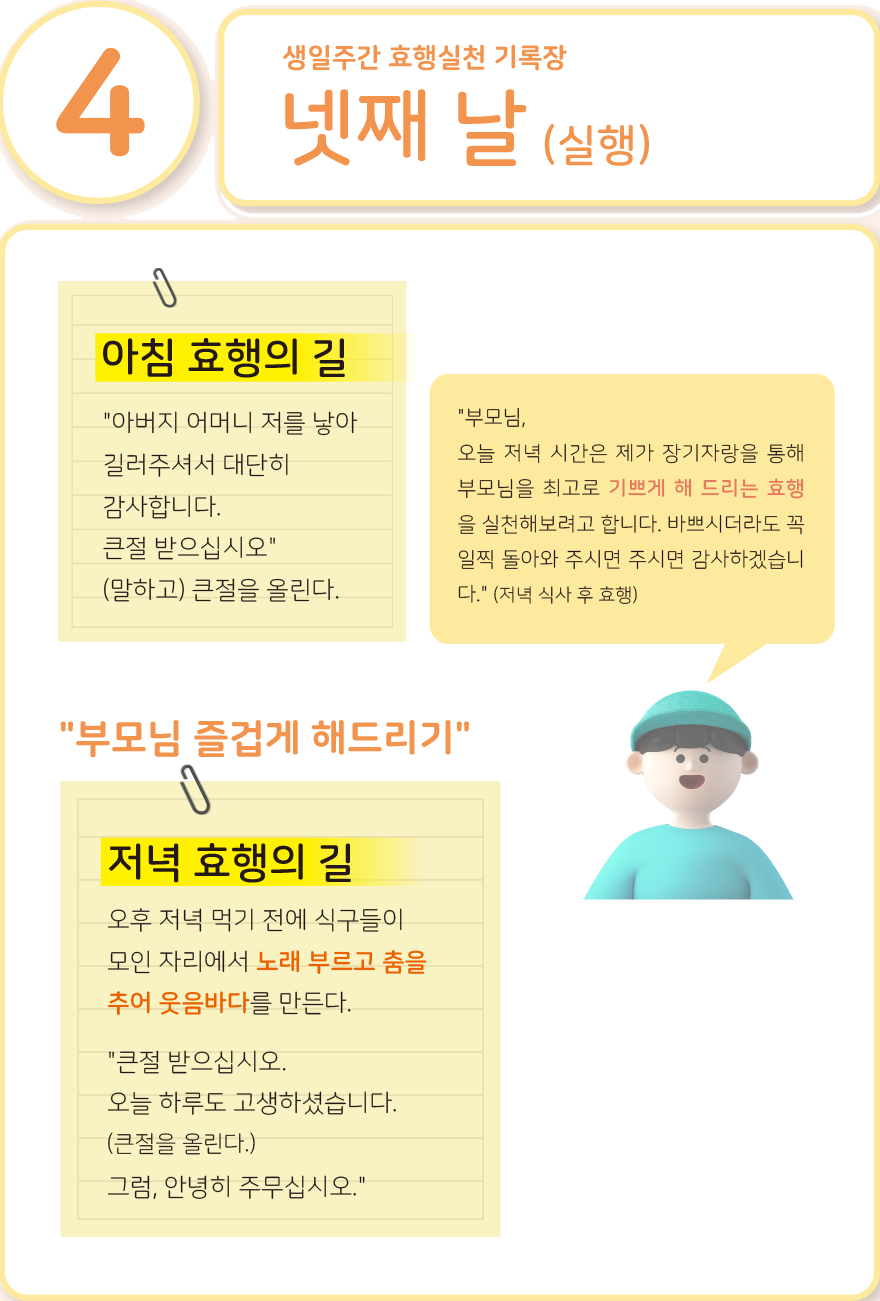 4
생일주간 효행실천 기록장
넷째 날 (실행)
아침 효행의 길
"아버지 어머니 저를 낳아
길러주셔서 대단히
감사합니다.
큰절 받으십시오"
(말하고) 큰절을 올린다.
"부모님,
오늘 저녁 시간은 제가 장기자랑을 통해
부모님을 최고로 기쁘게 해 드리는 효행
을 실천해보려고 합니다. 바쁘시더라도 꼭
일찍 돌아와 주시면 주시면 감사하겠습니
다." (저녁 식사 후 효행)
"부모님 즐겁게 해드리기"
저녁 효행의 길
오후 저녁 먹기 전에 식구들이
모인 자리에서 노래 부르고 춤을
추어 웃음바다를 만든다.
"큰절 받으십시오.
오늘 하루도 고생하셨습니다.
(큰절을 올린다.)
그럼, 안녕히 주무십시오."